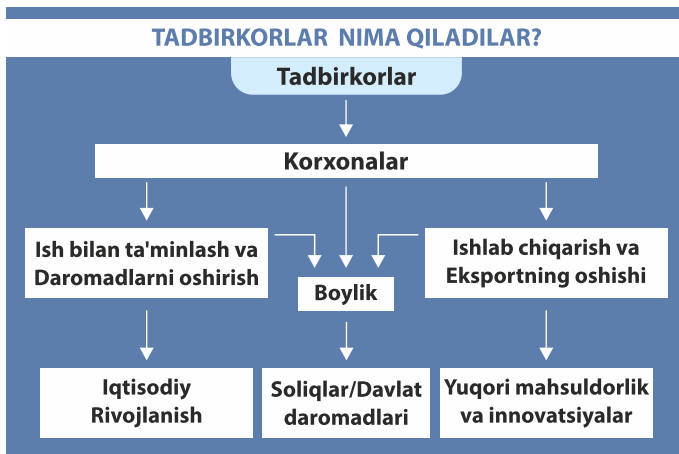 TADBIRKORLAR NIMA QILADILAR?
Tadbirkorlar
Korxonalar
Ish bilan ta'minlash va
Daromadlarni oshirish
Boylik
Ishlab chiqarish va
Eksportning oshishi
Iqtisodiy
Rivojlanish
Soliqlar/Davlat
daromadlari
Yuqori mahsuldorlik
va innovatsiyalar